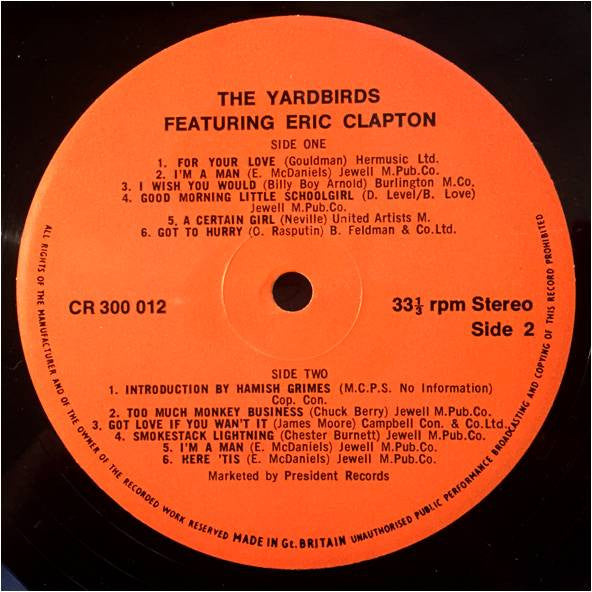 THE YARDBIRDS
FEATURING ERIC CLAPTON
SIDE ONE
1. FOR YOUR LOVE (Gouldman) Hermusic Ltd.
2. I'M A MAN (E. McDaniels) Jewell M.Pub.Co.
3. I WISH YOU WOULD (Billy Boy Arnold) Burlington M.Co.
4. GOOD MORNING LITTLE SCHOOLGIRL (D. Level/B. Love)
Jewell M.Pub.Co.
5. A CERTAIN GIRL (Neville) United Artists M.
6. GOT TO HURRY (O. Rasputin) B. Feldman & Co.Ltd.
CR 300 012
33⅓ rpm Stereo
Side 2
SIDE TWO
1. INTRODUCTION BY HAMISH GRIMES (M.C.P.S. No Information)
Cop. Con.
2. TOO MUCH MONKEY BUSINESS (Chuck Berry) Jewell M.Pub.Co.
3. GOT LOVE IF YOU WAN'T IT (James Moore) Campbell Con. & Co.Ltd.
4. SMOKESTACK LIGHTNING (Chester Burnett) Jewell M.Pub.Co.
5. I'M A MAN (E. McDaniels) Jewell M.Pub.Co.
6. HERE 'TIS (E. McDaniels) Jewell M.Pub.Co.
Marketed by President Records
ALL RIGHTS OF THE MANUFACTURER AND OF THE OWNER OF THE RECORDED WORK RESERVED MADE IN Gt. BRITAIN UNAUTHORISED PUBLIC PERFORMANCE BROADCASTING AND COPYING OF THIS RECORD PROHIBITED